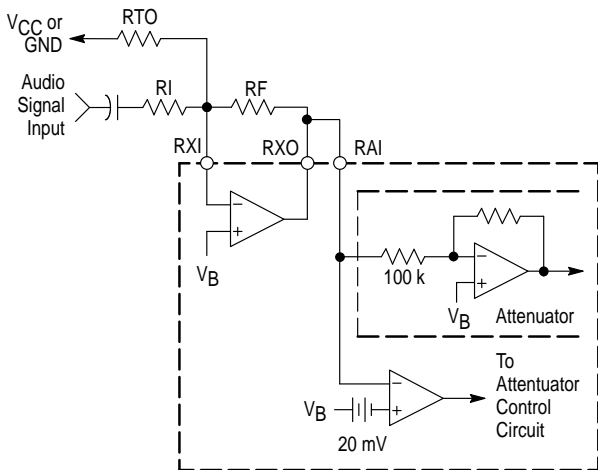 VCC or
GND
RTO
Audio
Signal
Input
RI
RF
RXI
RXO
RAI
VB
100 k
VB
Attenuator
VB
20 mV
To
Attentuator
Control
Circuit